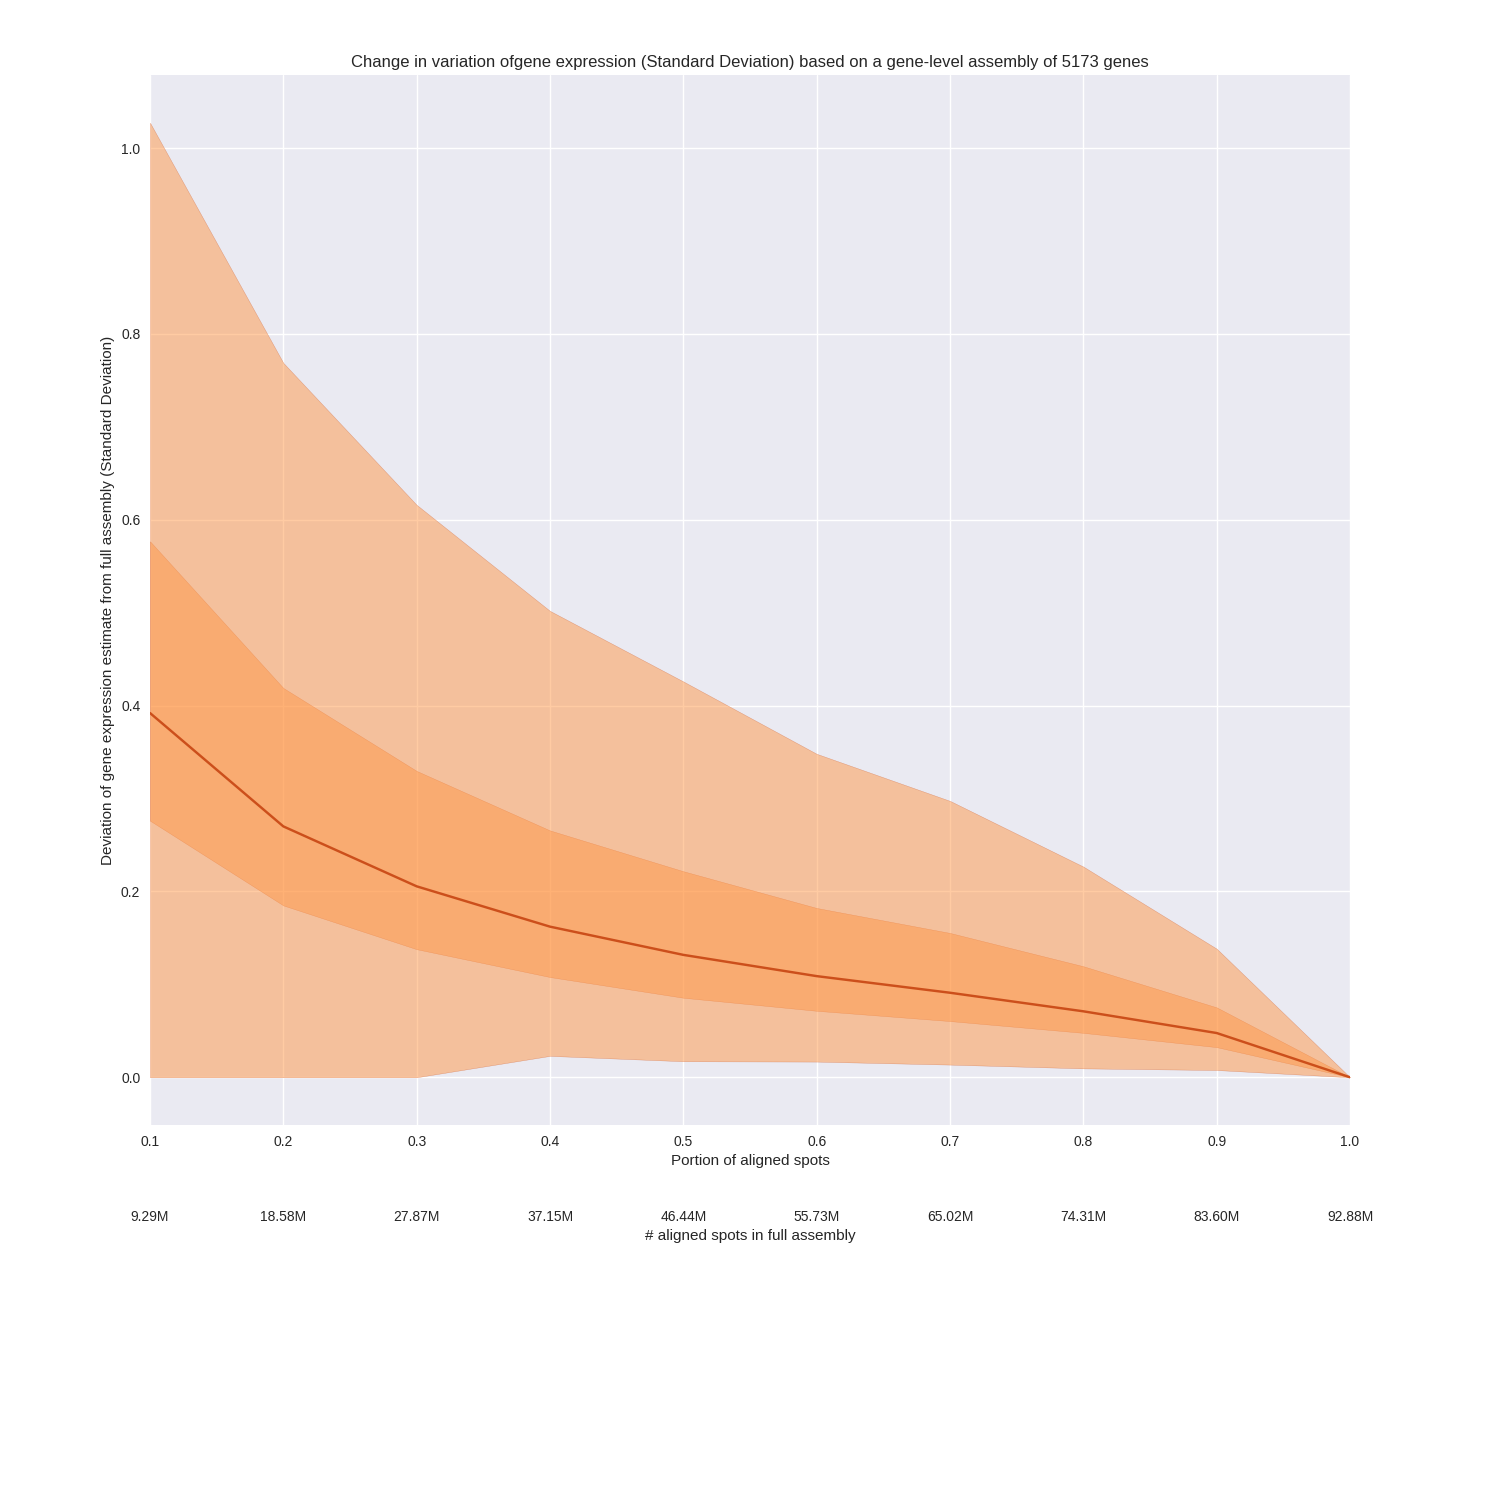 Change in variation ofgene expression (Standard Deviation) based on a gene-level assembly of 5173 genes
Deviation of gene expression estimate from full assembly (Standard Deviation)
1.0
0.8
0.6
0.4
0.2
0.0
0.1 0.2 0.3 0.4 0.5 0.6 0.7 0.8 0.9 1.0
Portion of aligned spots
9.29M 18.58M 27.87M 37.15M 46.44M 55.73M 65.02M 74.31M 83.60M 92.88M
# aligned spots in full assembly